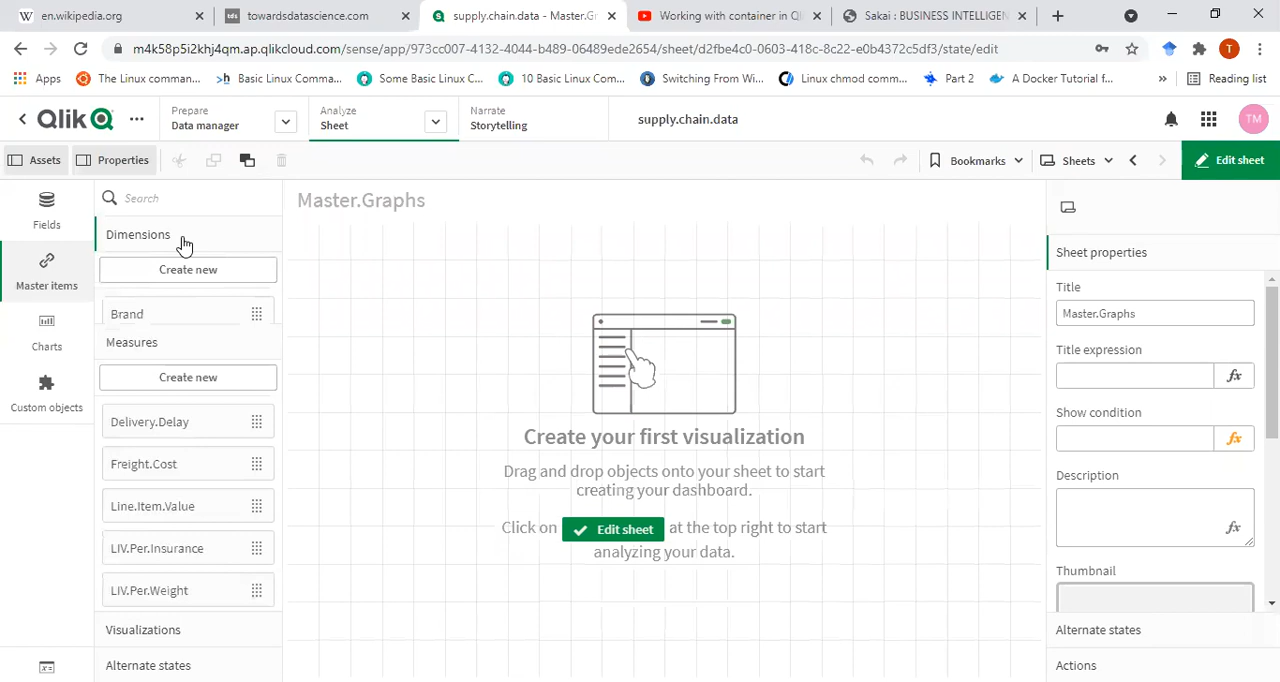 en.wikipedia.org
towardsdatascience.com
supply.chain.data - Master.Gr
Working with container in Ql
Sakai : BUSINESS INTELLIGEN
m4k58p5i2khj4qm.ap.qlikcloud.com/sense/app/973cc007-4132-4044-b489-06489ede2654/sheet/d2fbe4c0-0603-418c-8c22-e0b4372c5df3/state/edit
T
Apps
The Linux comman...
Basic Linux Comma...
Some Basic Linux C...
10 Basic Linux Com...
Switching From Wi...
Linux chmod comm...
Part 2
A Docker Tutorial f...
Reading list
Qlik
Prepare
Data manager
Analyze
Sheet
Narrate
Storytelling
supply.chain.data
TM
Assets
Properties
Bookmarks
Sheets
Edit sheet
Fields
Master items
Charts
Custom objects
Search
Dimensions
Create new
Brand
Measures
Create new
Delivery.Delay
Freight.Cost
Line.Item.Value
LIV.Per.Insurance
LIV.Per.Weight
Visualizations
Alternate states
Master.Graphs
Create your first visualization
Drag and drop objects onto your sheet to start
creating your dashboard.
Click on Edit sheet at the top right to start
analyzing your data.
Sheet properties
Title
Master.Graphs
Title expression
fx
Show condition
fx
Description
fx
Thumbnail
Alternate states
Actions